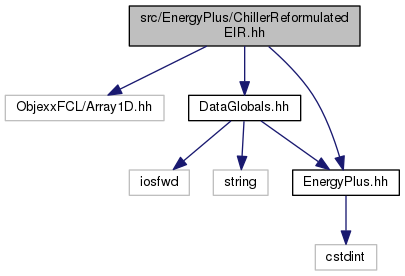 src/EnergyPlus/ChillerReformulated
EIR.hh
ObjexxFCL/Array1D.hh
DataGlobals.hh
iosfwd
string
EnergyPlus.hh
cstdint